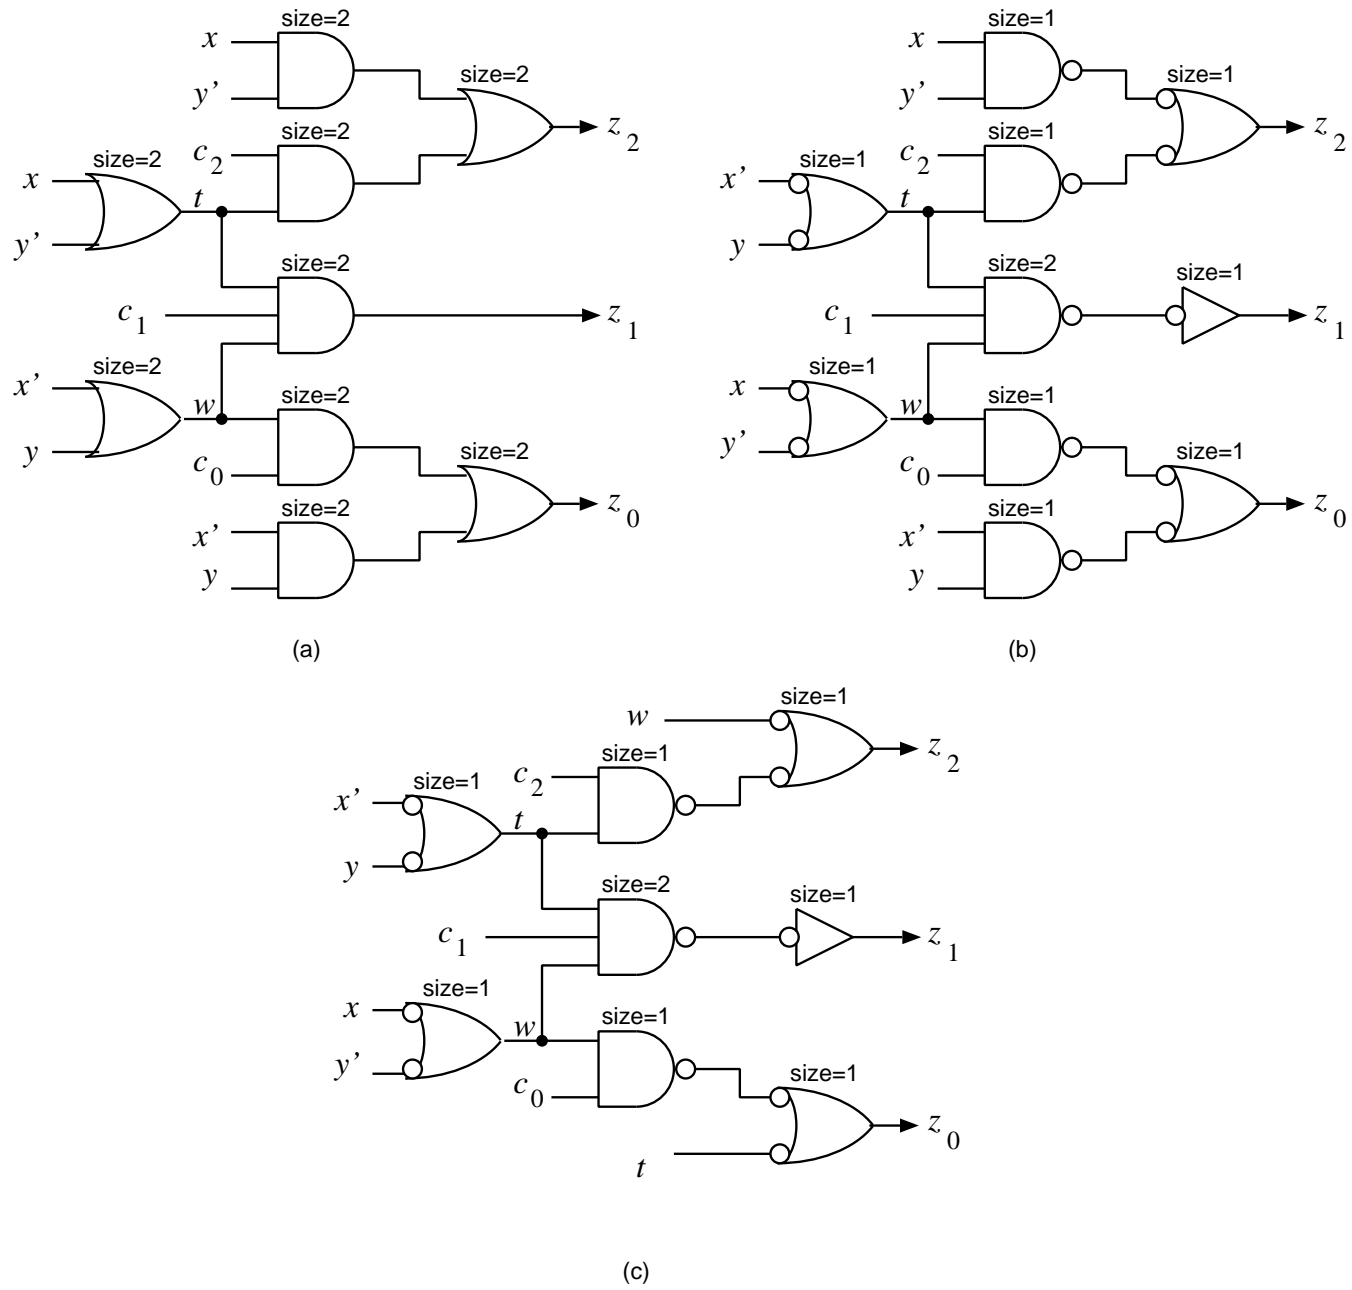 size=2
x
y’
size=2
z2
size=2
c2
size=2
x
t
y’
size=2
c1
z1
size=2
x’
size=2
w
y
c0
size=2
z0
size=2
x’
y
(a)
size=1
x
y’
size=1
z2
size=1
c2
size=1
x’
t
y
size=2
size=1
c1
z1
size=1
x
size=1
w
y’
c0
size=1
z0
size=1
x’
y
(b)
size=1
w
z2
size=1
c2
size=1
x’
t
y
size=2
size=1
c1
z1
size=1
x
size=1
w
y’
c0
size=1
z0
t
(c)